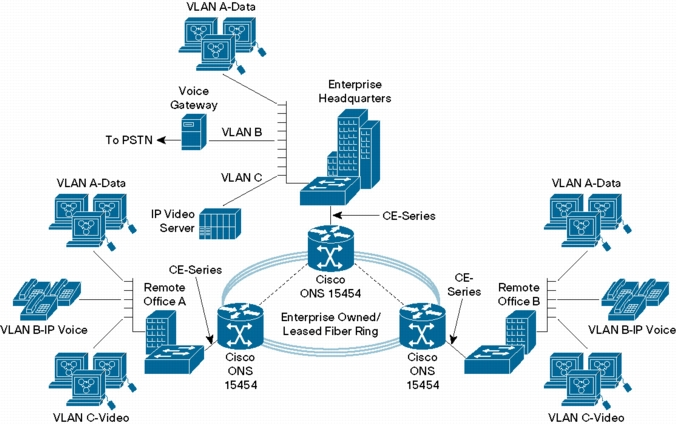 VLAN A-Data
Voice
Gateway
Enterprise
Headquarters
To PSTN
VLAN B
VLAN C
IP Video
Server
CE-Series
VLAN A-Data
VLAN A-Data
Cisco
ONS 15454
CE-Series
CE-
Series
Remote
Office A
Remote
Office B
Enterprise Owned/
Leased Fiber Ring
VLAN B-IP Voice
VLAN B-IP Voice
Cisco
ONS
15454
Cisco
ONS
15454
VLAN C-Video
VLAN C-Video